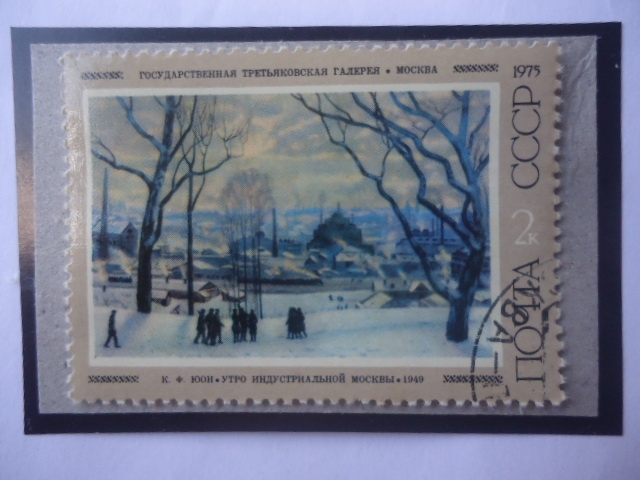 ГОСУДАРСТВЕННАЯ ТРЕТЬЯКОВСКАЯ ГАЛЕРЕЯ • МОСКВА
1975
ПОЧТА СССР
2к
К. Ф. ЮОН • УТРО ИНДУСТРИАЛЬНОЙ МОСКВЫ • 1949